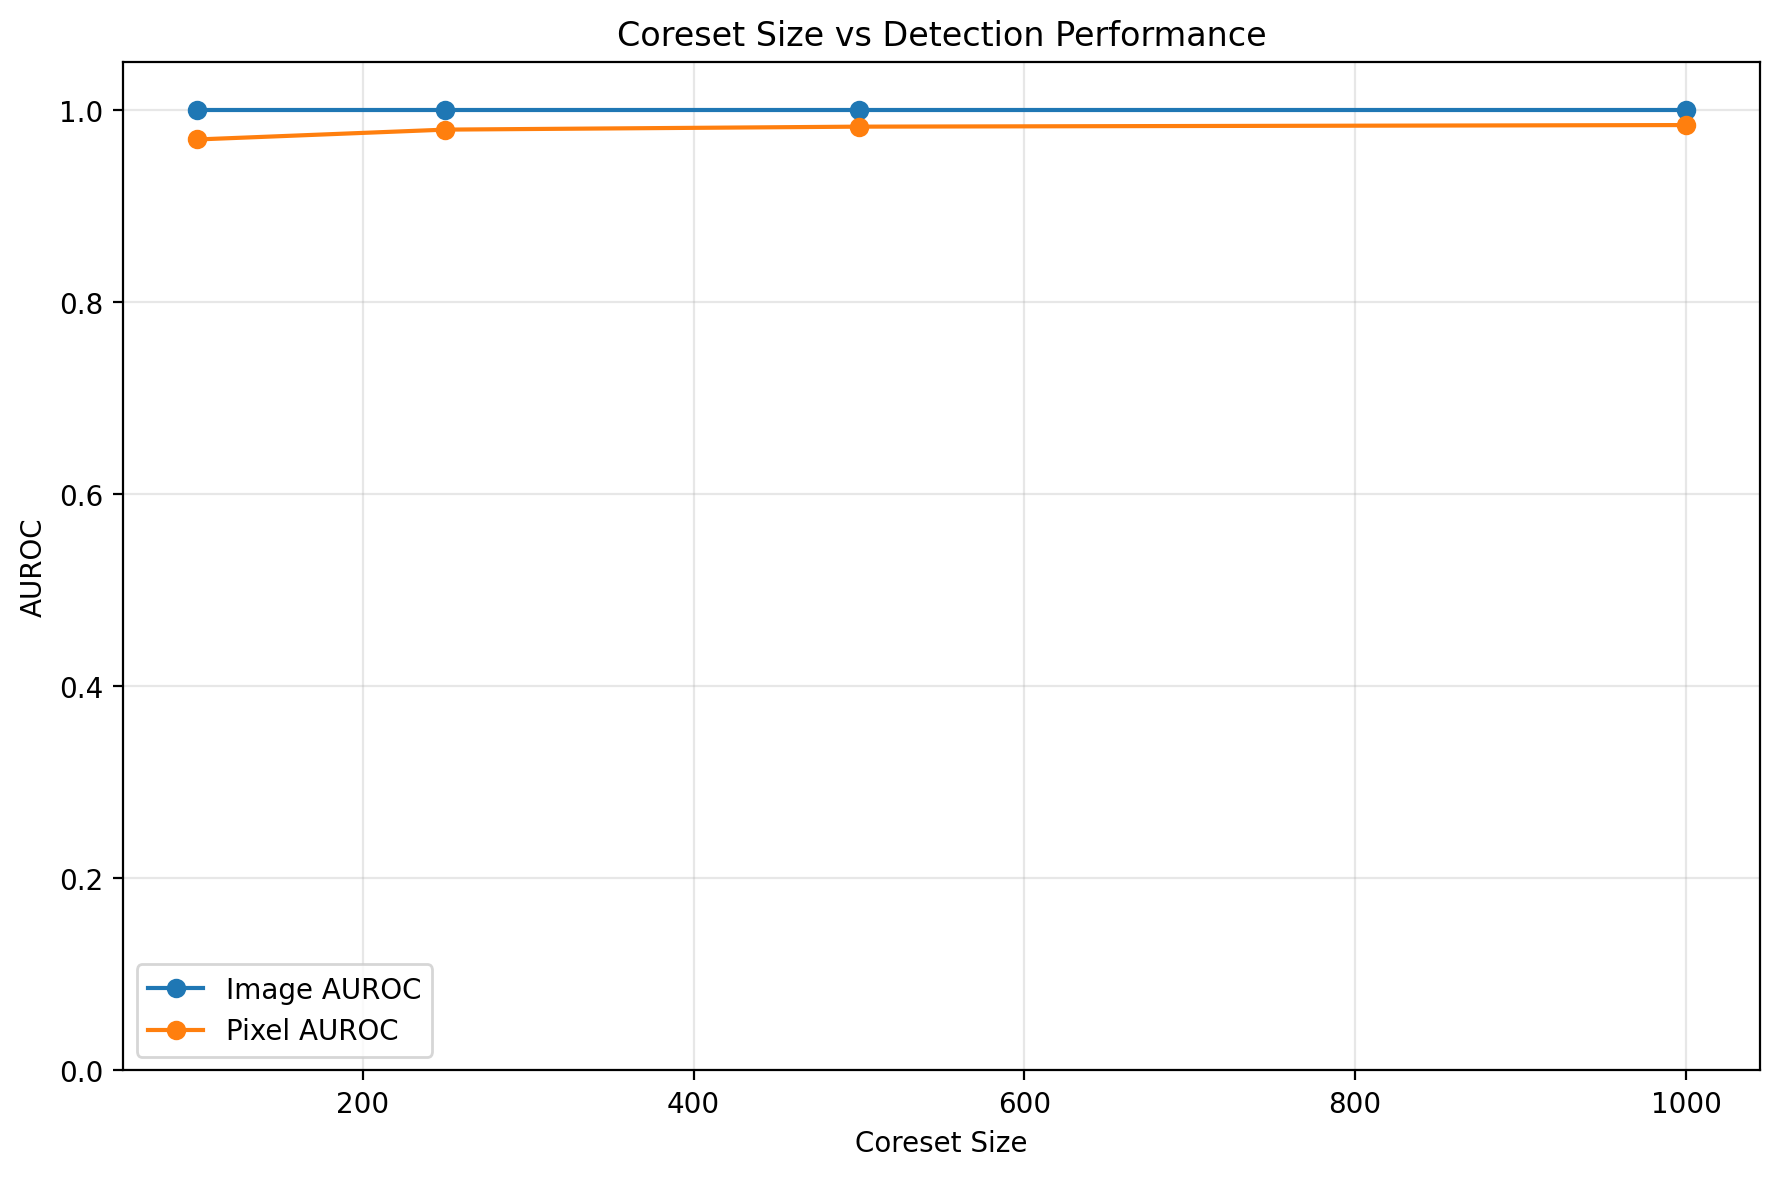 Coreset Size vs Detection Performance
1.0
0.8
0.6
0.4
0.2
0.0
AUROC
Image AUROC
Pixel AUROC
200 400 600 800 1000
Coreset Size